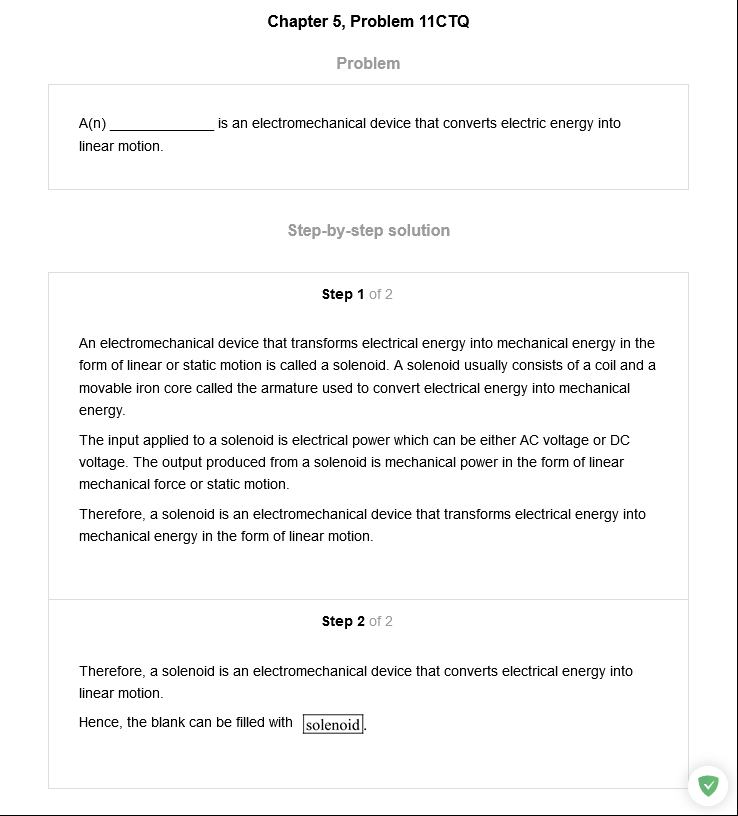 Chapter 5, Problem 11CTQ
Problem
A(n) _____________ is an electromechanical device that converts electric energy into
linear motion.
Step-by-step solution
Step 1 of 2
An electromechanical device that transforms electrical energy into mechanical energy in the
form of linear or static motion is called a solenoid. A solenoid usually consists of a coil and a
movable iron core called the armature used to convert electrical energy into mechanical
energy.
The input applied to a solenoid is electrical power which can be either AC voltage or DC
voltage. The output produced from a solenoid is mechanical power in the form of linear
mechanical force or static motion.
Therefore, a solenoid is an electromechanical device that transforms electrical energy into
mechanical energy in the form of linear motion.
Step 2 of 2
Therefore, a solenoid is an electromechanical device that converts electrical energy into
linear motion.
Hence, the blank can be filled with solenoid.